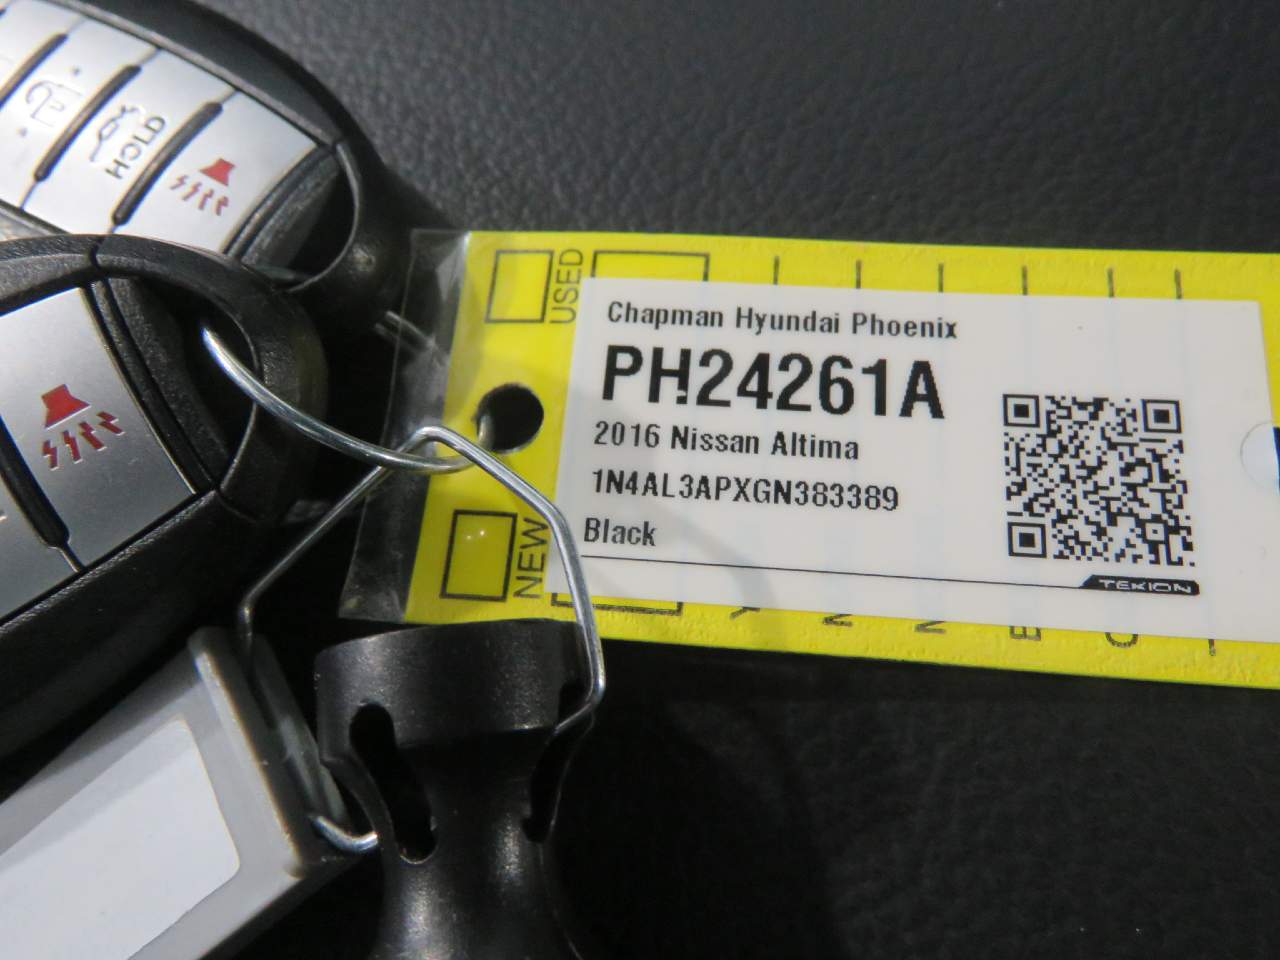 HOLD
USED
Chapman Hyundai Phoenix
PH24261A
2016 Nissan Altima
1N4AL3APXGN383389
Black
NEW
TEKION